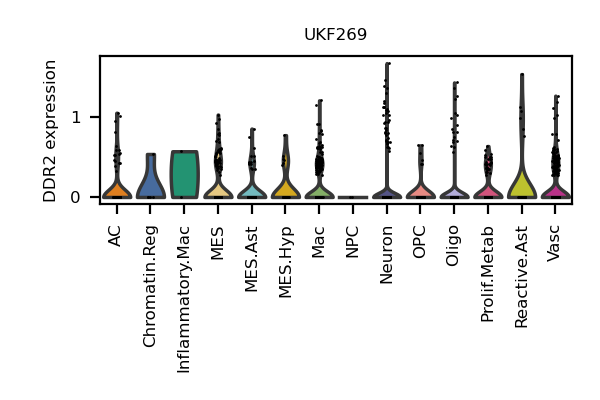 UKF269
DDR2 expression
1
0
AC
Chromatin.Reg
Inflammatory.Mac
MES
MES.Ast
MES.Hyp
Mac
NPC
Neuron
OPC
Oligo
Prolif.Metab
Reactive.Ast
Vasc